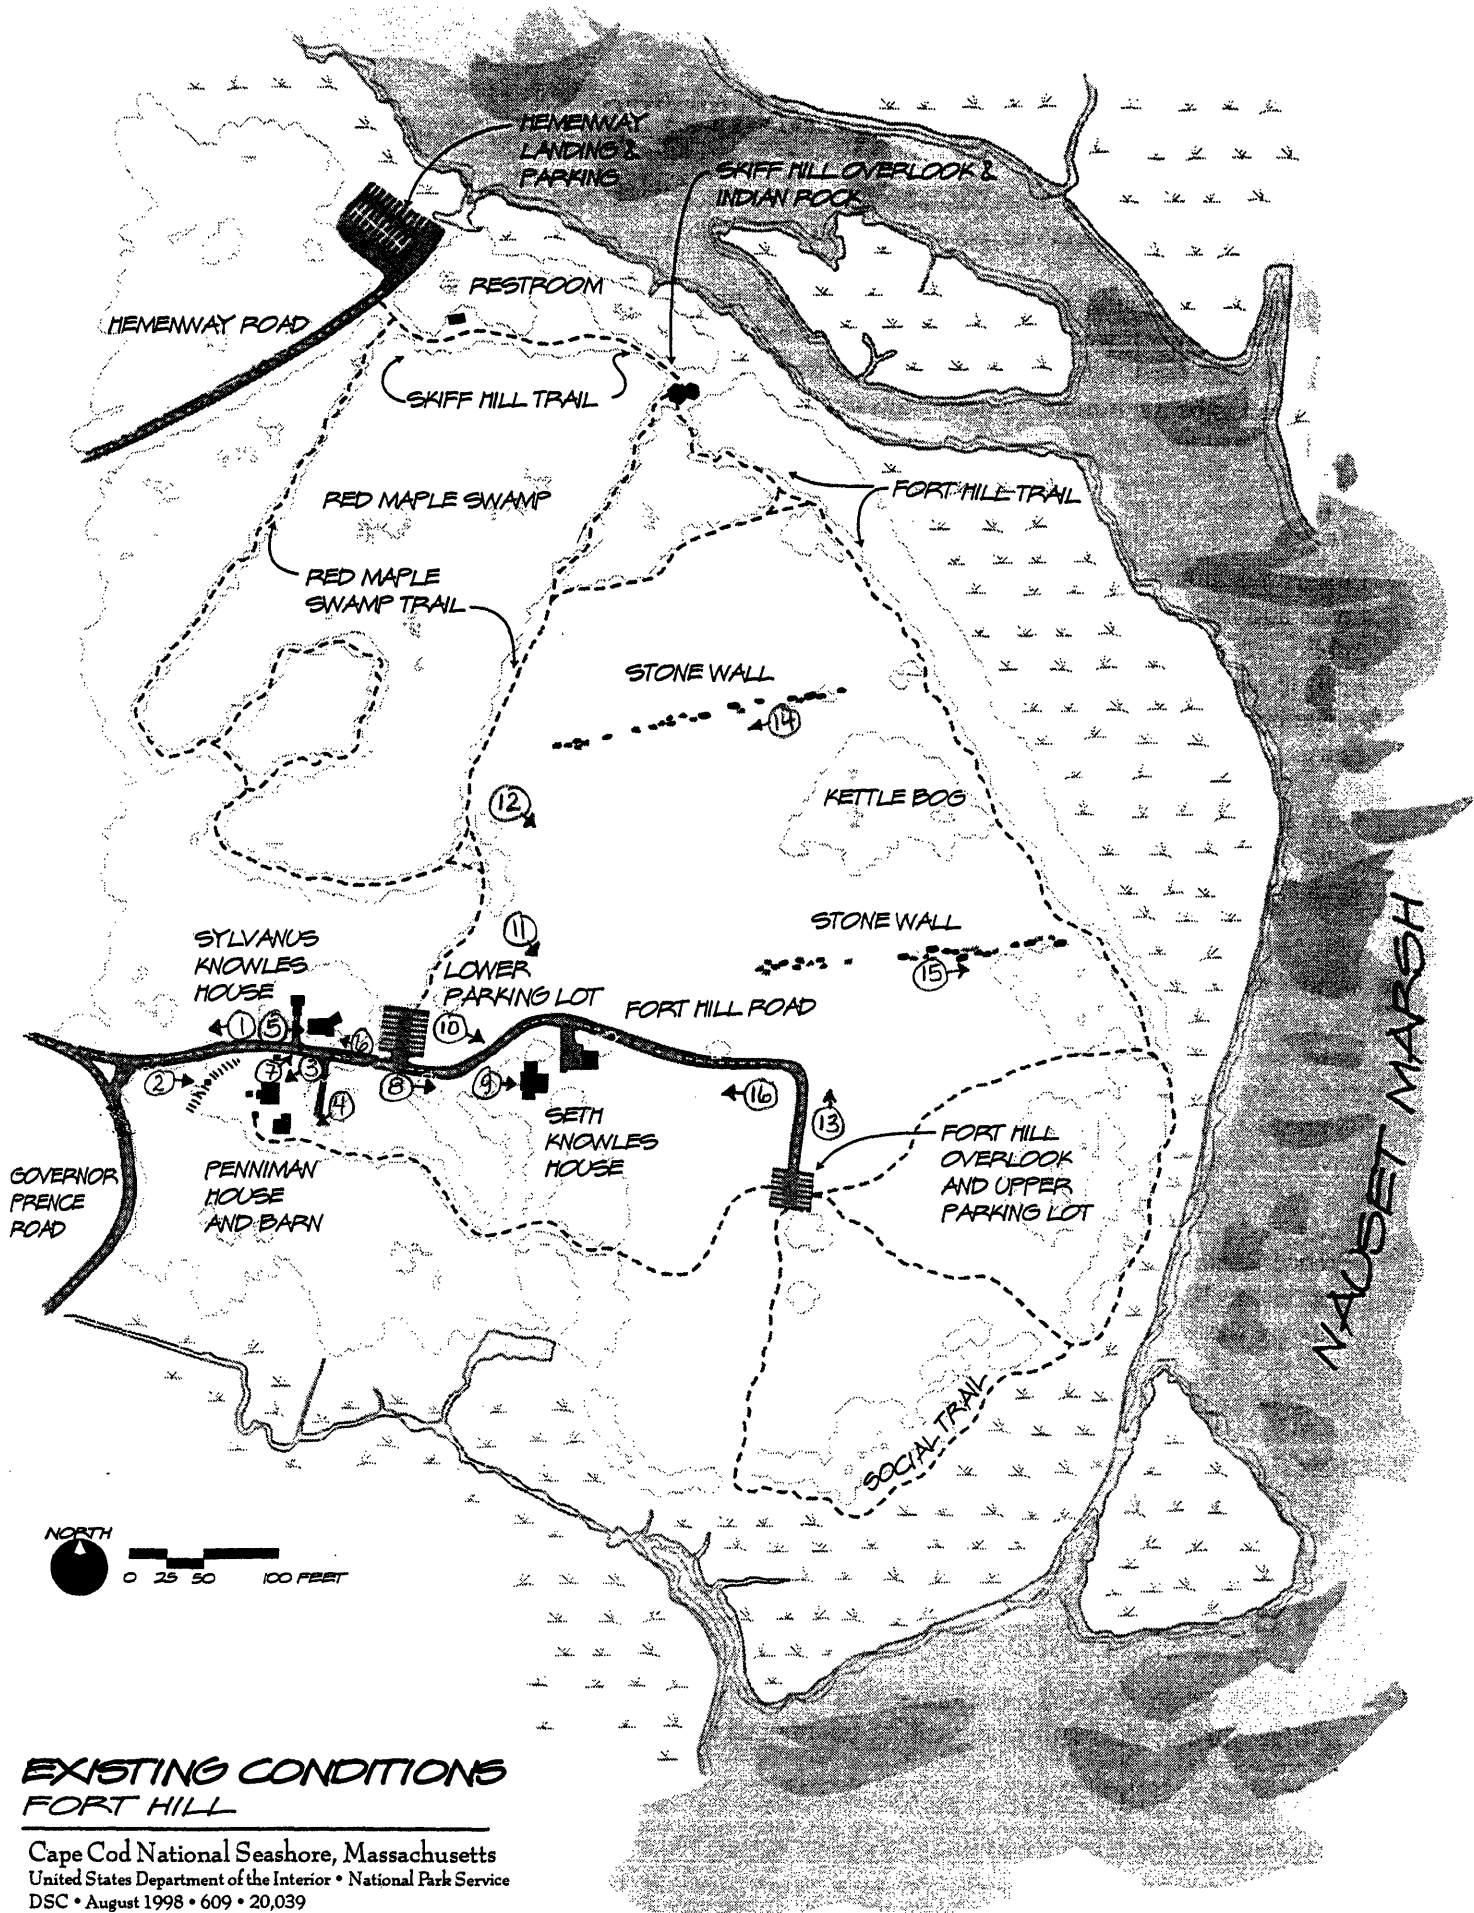 HEMENWAY
LANDING &
PARKING
SKIFF HILL OVERLOOK &
INDIAN ROCK
RESTROOM
HEMENWAY ROAD
SKIFF HILL TRAIL
FORT HILL TRAIL
RED MAPLE SWAMP
RED MAPLE
SWAMP TRAIL
STONE WALL
14
12
KETTLE BOG
STONE WALL
15
11
SYLVANUS
KNOWLES
HOUSE
LOWER
PARKING LOT
FORT HILL ROAD
1
5
6
10
2
7
3
8
9
16
4
13
SETH
KNOWLES
HOUSE
FORT HILL
OVERLOOK
AND UPPER
PARKING LOT
GOVERNOR
PRENCE
ROAD
PENNIMAN
HOUSE
AND BARN
NAUSET MARSH
SOCIAL TRAIL
NORTH
0 25 50 100 FEET
EXISTING CONDITIONS
FORT HILL
Cape Cod National Seashore, Massachusetts
United States Department of the Interior • National Park Service
DSC • August 1998 • 609 • 20,039